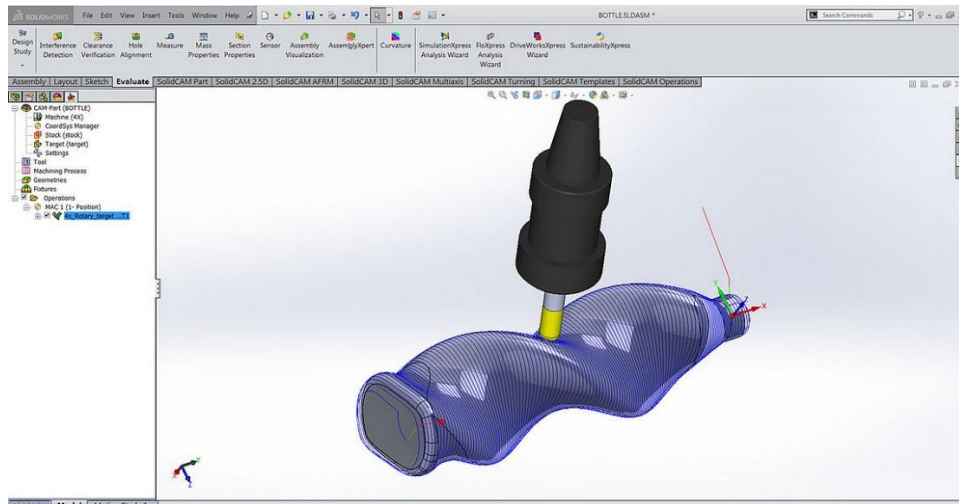 SOLIDWORKS File Edit View Insert Tools Window Help BOTTLE.SLDASM * Search Commands
Design Study Interference Detection Clearance Verification Hole Alignment Measure Mass Properties Section Properties Sensor Assembly Visualization AssemblyXpert Curvature SimulationXpress Analysis Wizard FloXpress Analysis Wizard DriveWorksXpress Wizard SustainabilityXpress
Assembly Layout Sketch Evaluate SolidCAM Part SolidCAM 2.5D SolidCAM AFRM SolidCAM 3D SolidCAM Multiaxis SolidCAM Turning SolidCAM Templates SolidCAM Operations
CAM-Part (BOTTLE)
Machine (4X)
CoordSys Manager
Stock (stock)
Target (target)
Settings
Tool
Machining Process
Geometries
Fixtures
Operations
MAC 1 (1- Position)
4x_Rotary_target ...T1
Y Z X
Y
X Z